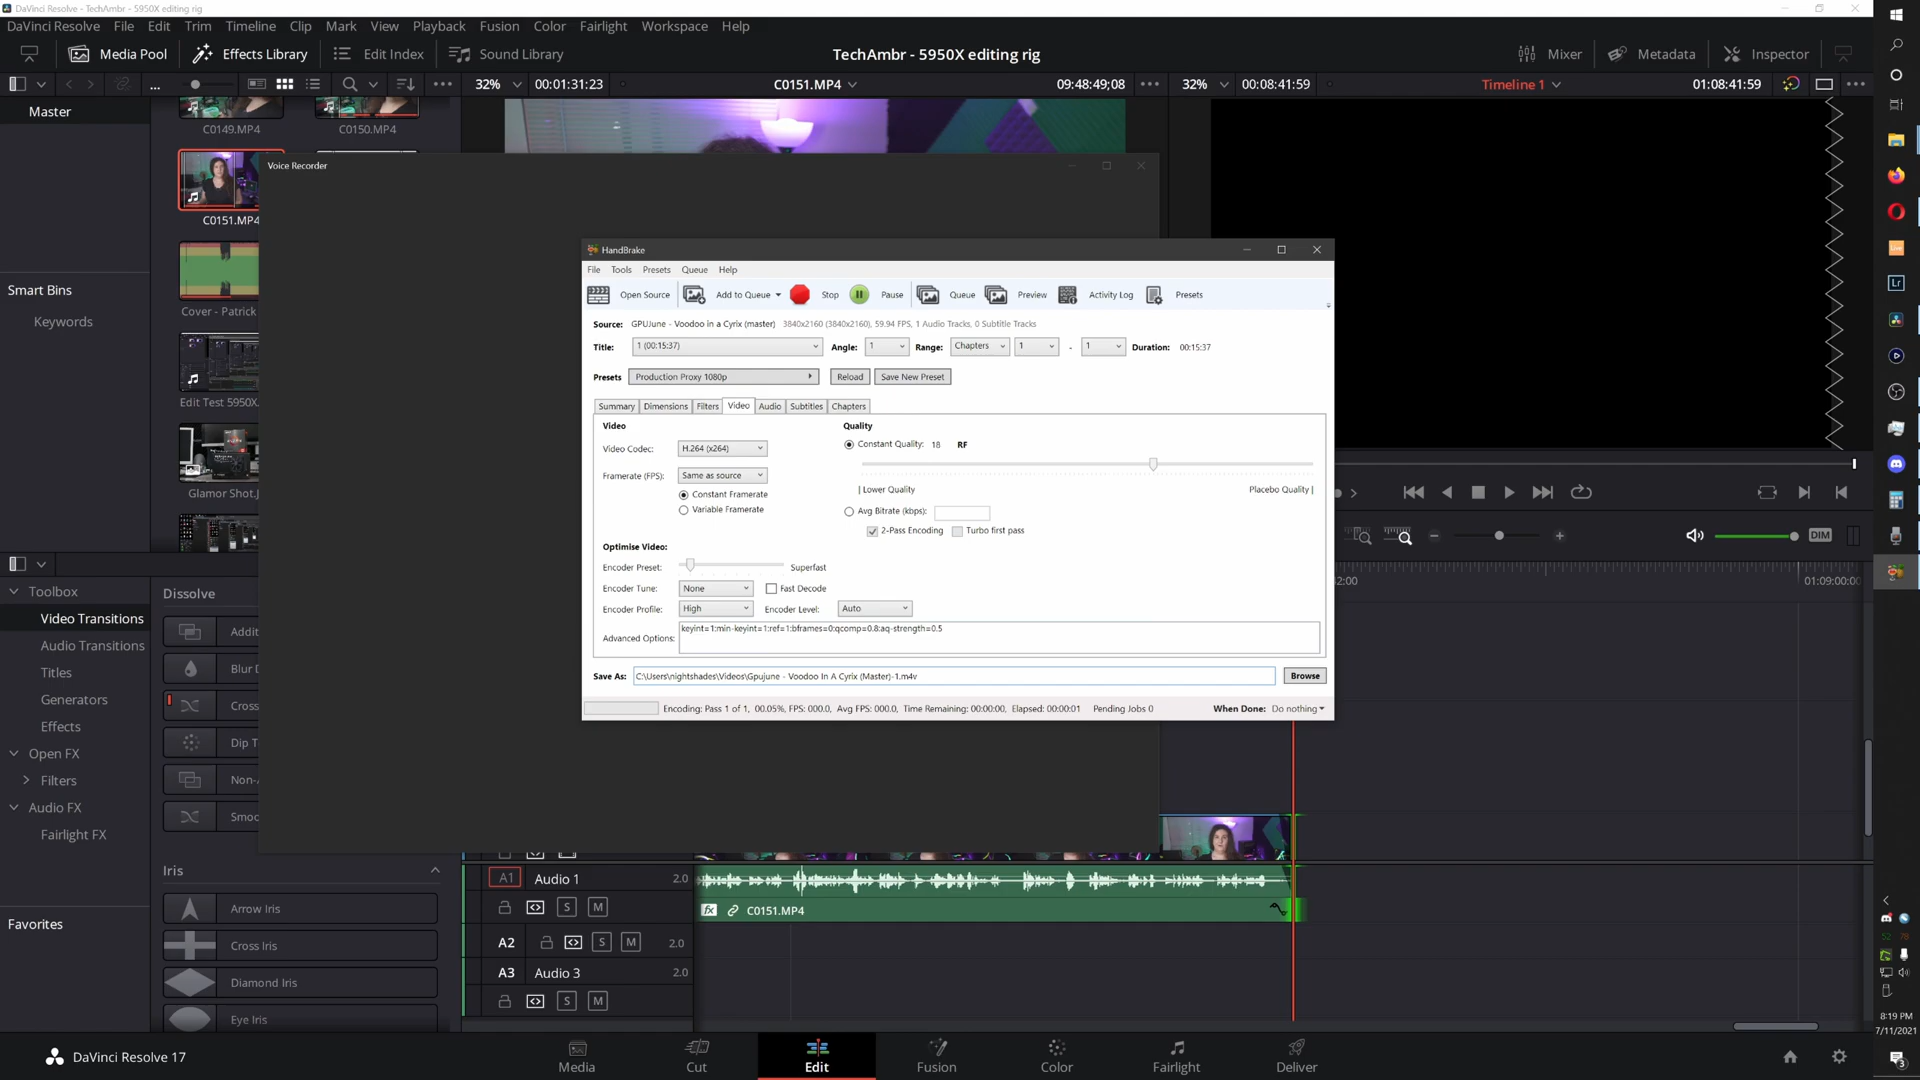 DaVinci Resolve - TechAmbr - 5950X editing rig
DaVinci Resolve File Edit Trim Timeline Clip Mark View Playback Fusion Color Fairlight Workspace Help
Media Pool Effects Library Edit Index Sound Library TechAmbr - 5950X editing rig Mixer Metadata Inspector
... 32% 00:01:31:23 C0151.MP4 09:48:49;08 32% 00:08:41:59 Timeline 1 01:08:41:59
Master
C0149.MP4 C0150.MP4
Voice Recorder
C0151.MP4
HandBrake
File Tools Presets Queue Help
Open Source Add to Queue Stop Pause Queue Preview Activity Log Presets
Smart Bins
Keywords
Cover - Patrick
Source: GPUJune - Voodoo in a Cyrix (master) 3840x2160 (3840x2160), 59.94 FPS, 1 Audio Tracks, 0 Subtitle Tracks
Title: 1 (00:15:37) Angle: 1 Range: Chapters 1 - 1 Duration: 00:15:37
Presets Production Proxy 1080p Reload Save New Preset
Edit Test 5950X.
Summary Dimensions Filters Video Audio Subtitles Chapters
Video Quality
Video Codec: H.264 (x264) Constant Quality: 18 RF
Framerate (FPS): Same as source
Constant Framerate Lower Quality Placebo Quality
Variable Framerate Avg Bitrate (kbps):
Glamor Shot.J
2-Pass Encoding Turbo first pass
Optimise Video:
Encoder Preset: Superfast
Encoder Tune: None Fast Decode
Encoder Profile: High Encoder Level: Auto
Advanced Options: keyint=1:min-keyint=1:ref=1:bframes=0:qcomp=0.8:aq-strength=0.5
Save As: C:\Users\nightshades\Videos\Gpujune - Voodoo In A Cyrix (Master)-1.m4v Browse
Encoding: Pass 1 of 1, 00.05%, FPS: 000.0, Avg FPS: 000.0, Time Remaining: 00:00:00, Elapsed: 00:00:01 Pending Jobs 0 When Done: Do nothing
DIM
2:00 01:09:00:00
Toolbox Dissolve
Video Transitions Addit
Audio Transitions
Titles Blur D
Generators Cross
Effects
Open FX Dip T
Filters Non-A
Audio FX
Fairlight FX Smoo
Iris
Arrow Iris
Cross Iris
Diamond Iris
Eye Iris
Favorites
A1 Audio 1 2.0
S M fx C0151.MP4
A2 S M 2.0
A3 Audio 3 2.0
S M
Live
Lr
52 78
8:19 PM
7/11/2021
3
DaVinci Resolve 17 Media Cut Edit Fusion Color Fairlight Deliver